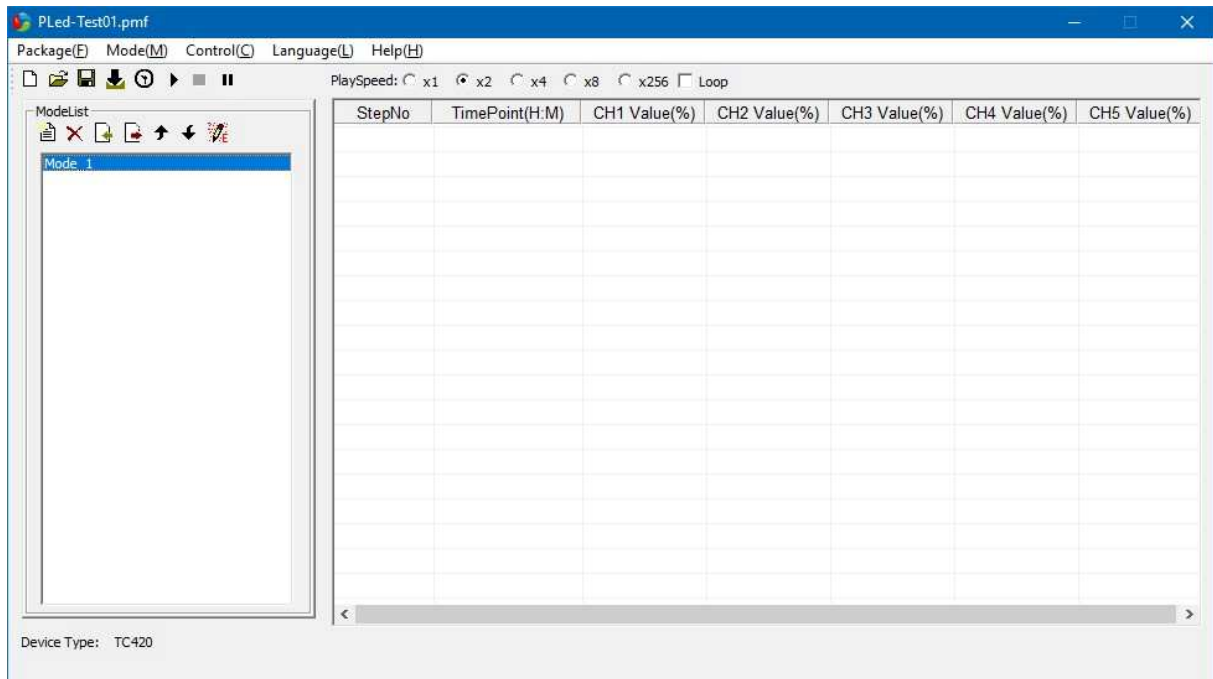 PLed-Test01.pmf
Package(F) Mode(M) Control(C) Language(L) Help(H)
PlaySpeed: x1 x2 x4 x8 x256 Loop
ModeList
StepNo TimePoint(H:M) CH1 Value(%) CH2 Value(%) CH3 Value(%) CH4 Value(%) CH5 Value(%)
E
Mode_1
Device Type: TC420